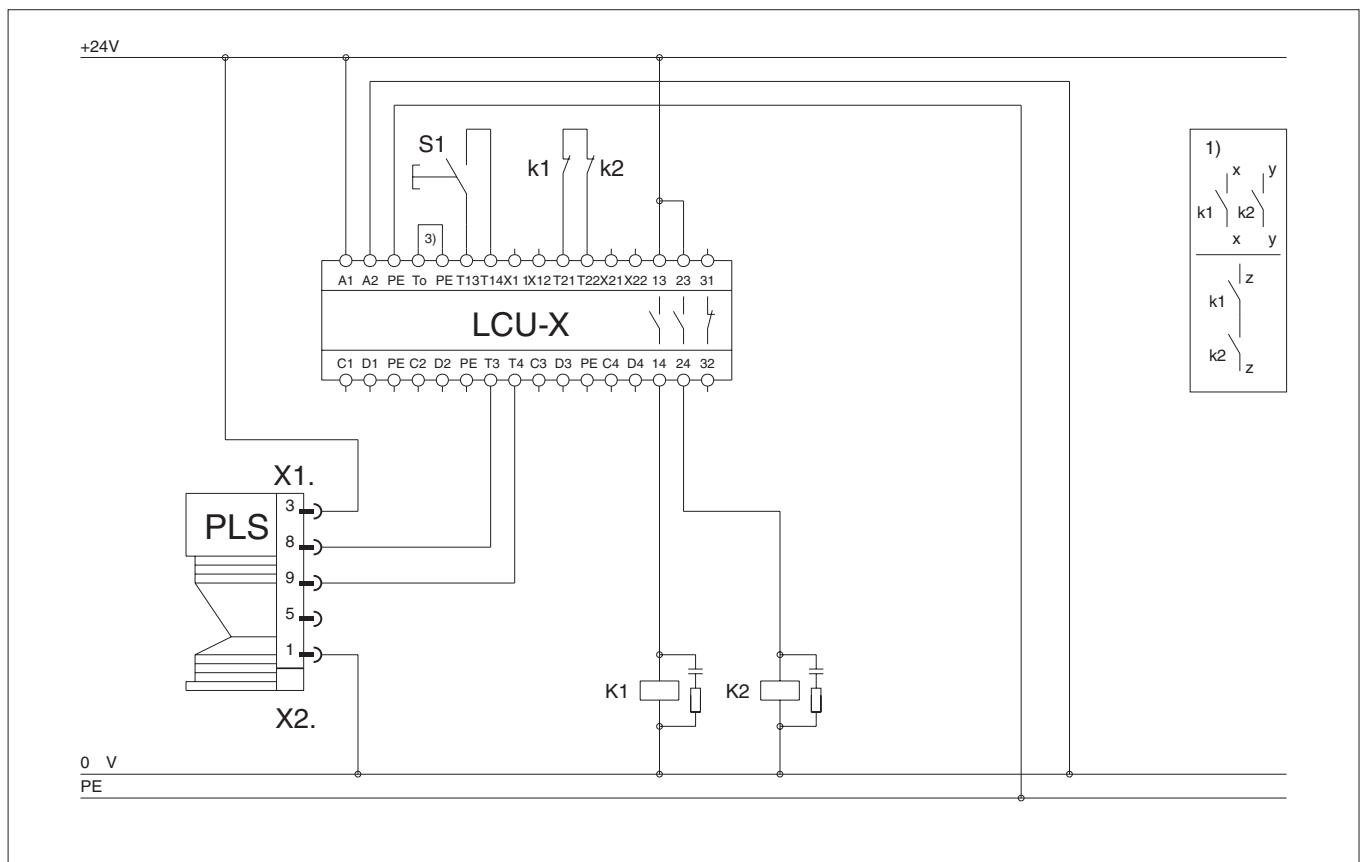 +24V
S1
k1
k2
3)
A1 A2 PE To PE T13 T14 X11 X12 T21 T22 X21 X22 13 23 31
LCU-X
C1 D1 PE C2 D2 PE T3 T4 C3 D3 PE C4 D4 14 24 32
1)
x y
k1 k2
x y
z
k1
k2
z
X1.
PLS
3
8
9
5
1
X2.
K1
K2
0 V
PE